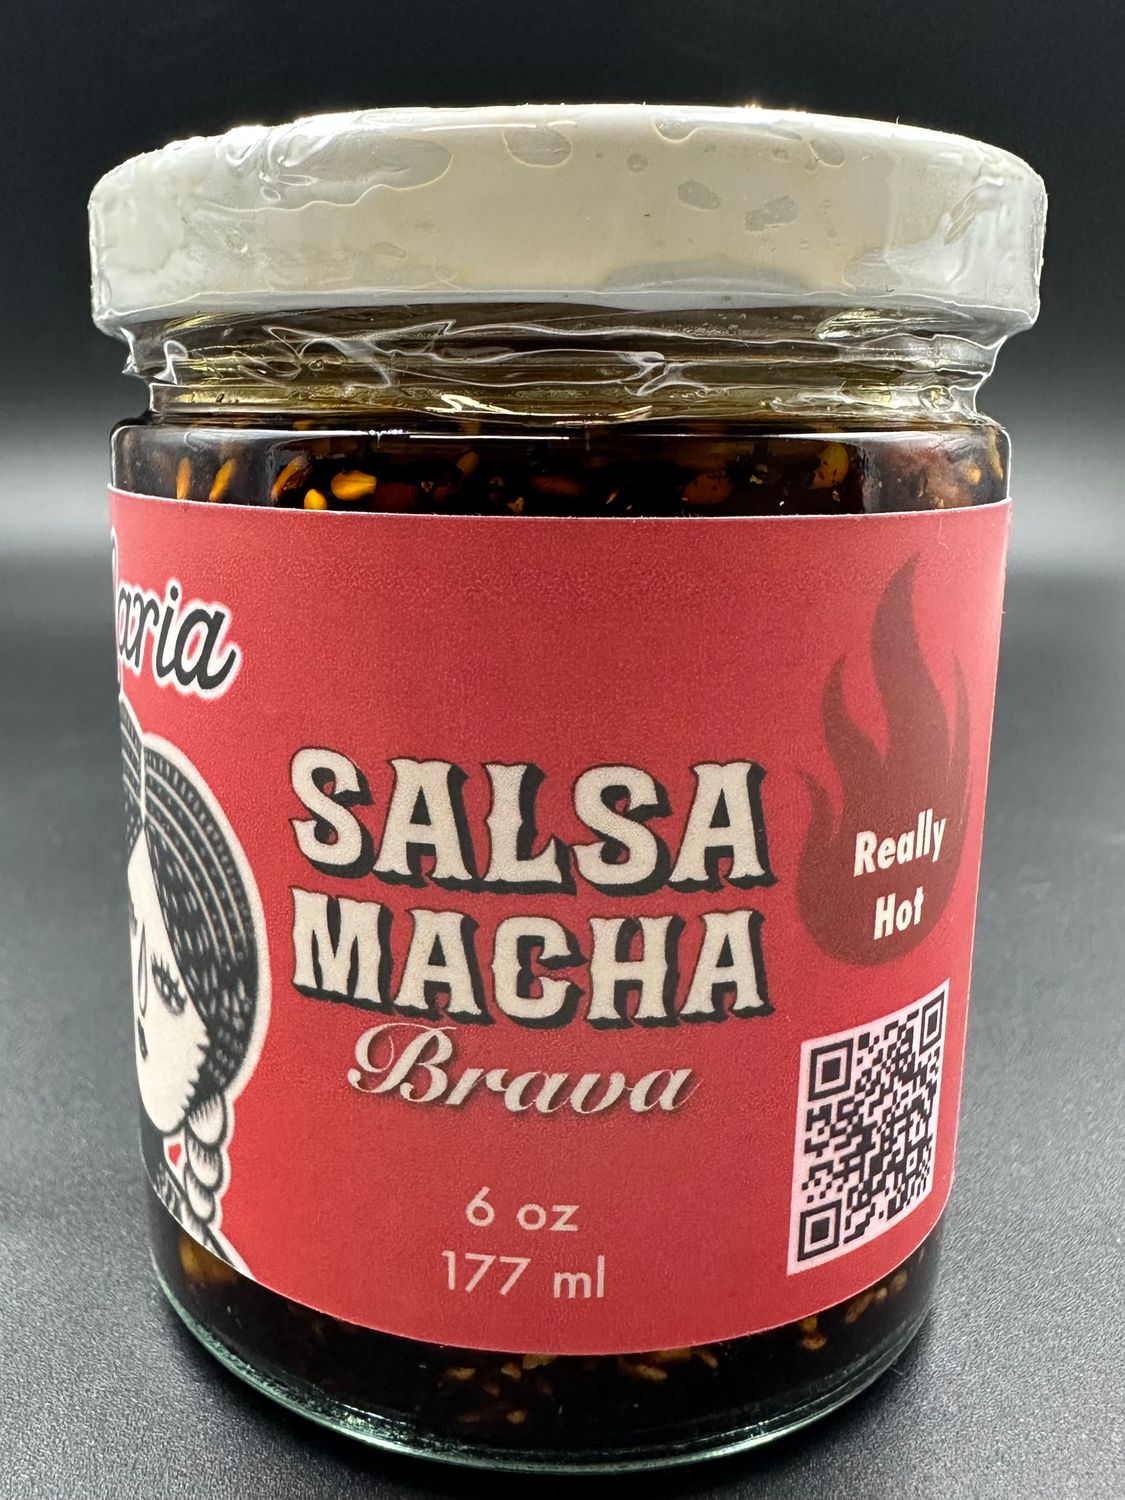 SALSA
MACHA
Brava
6 oz
177 ml
Really
Hot